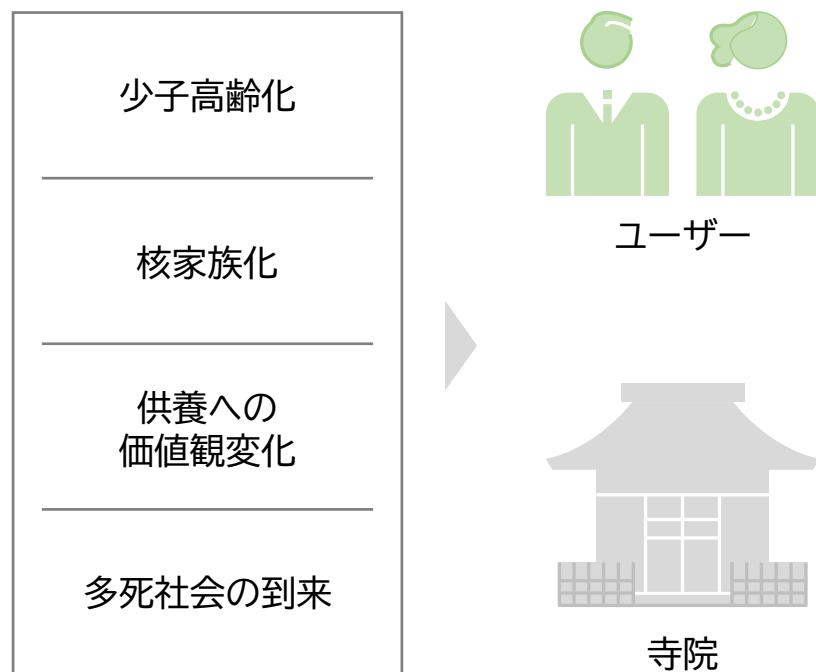 少子高齢化
核家族化
供養への
価値観変化
多死社会の到来
ユーザー
寺院